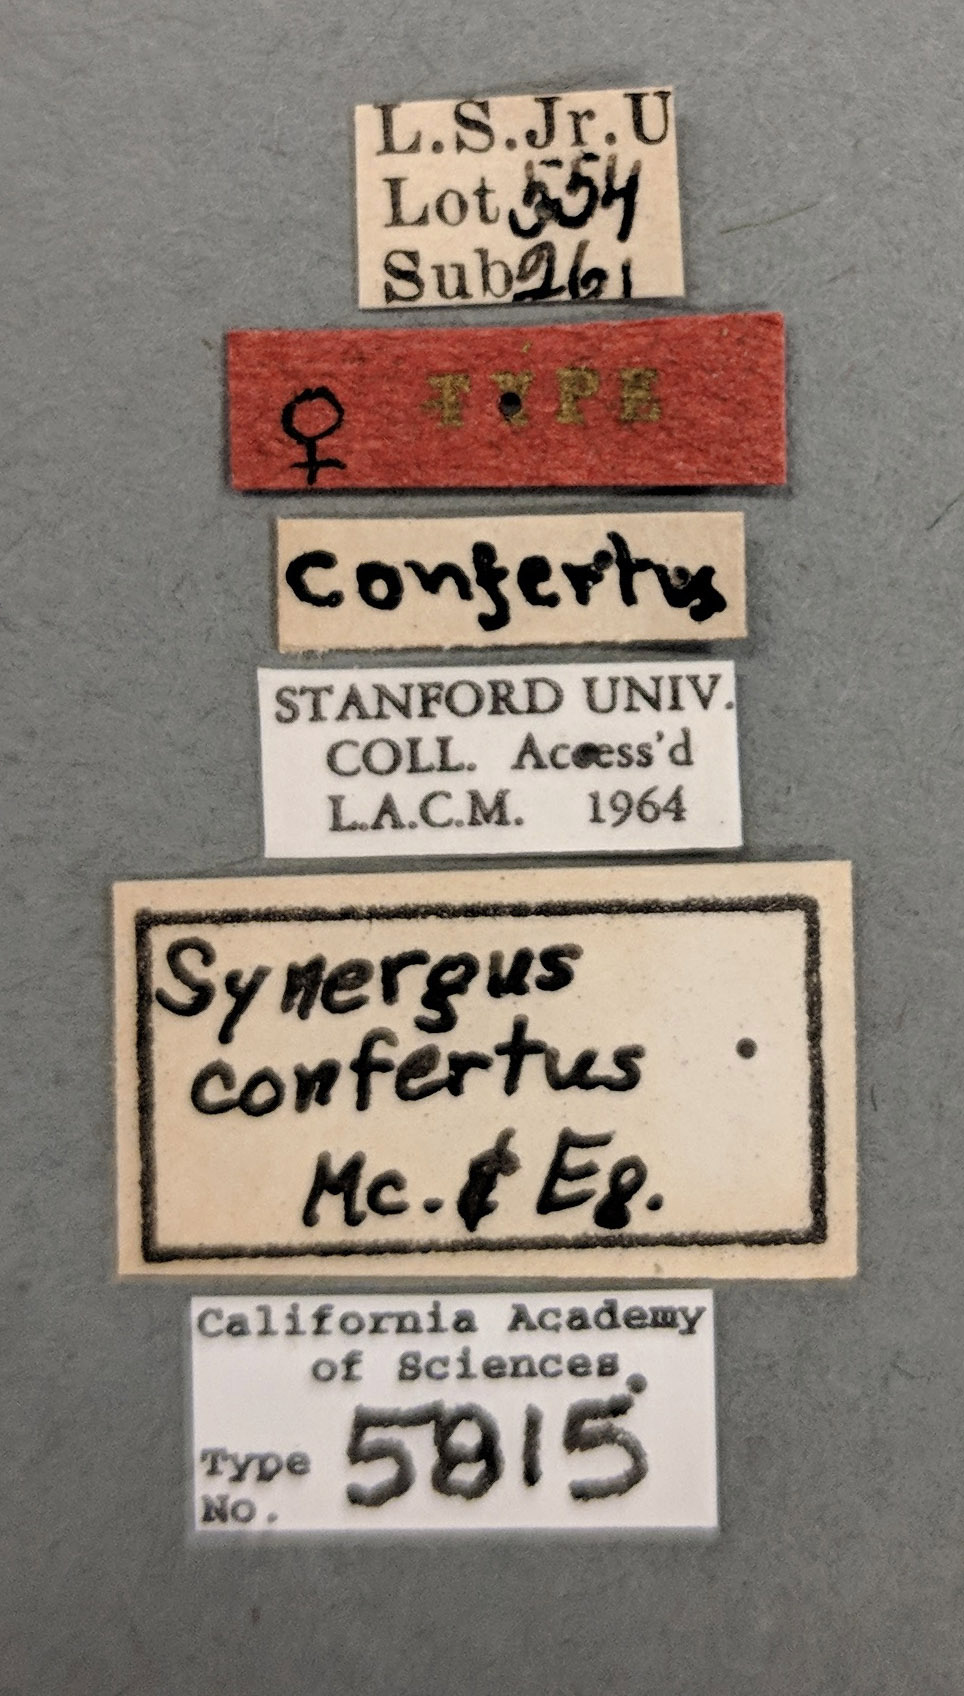 L.S.Jr.U
Lot 554
Sub 261
♀ TYPE
confertus
STANFORD UNIV.
COLL. Access'd
L.A.C.M. 1964
Synergus
confertus
Mc. & Eg.
California Academy
of Sciences
Type
No. 5815